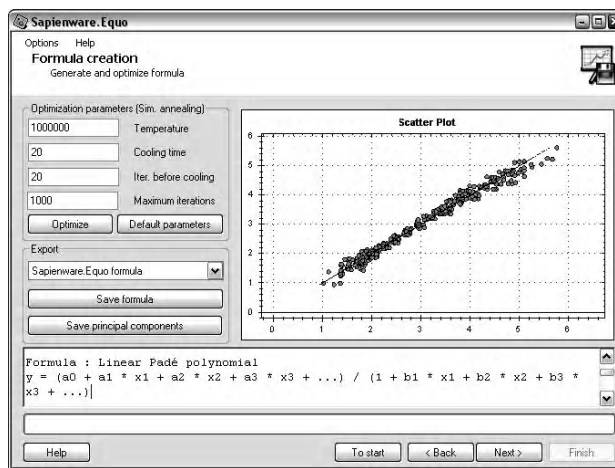 Sapienware.Equo
Options Help
Formula creation
Generate and optimize formula
Optimization parameters (Sim. annealing)
1000000 Temperature
20 Cooling time
20 Iter. before cooling
1000 Maximum iterations
Optimize Default parameters
Export
Sapienware.Equo formula
Save formula
Save principal components
Scatter Plot
6
5
4
3
2
1
0
0 1 2 3 4 5 6
Formula : Linear Padé polynomial
y = (a0 + a1 * x1 + a2 * x2 + a3 * x3 + ...) / (1 + b1 * x1 + b2 * x2 + b3 *
x3 + ...)
Help To start < Back Next > Finish